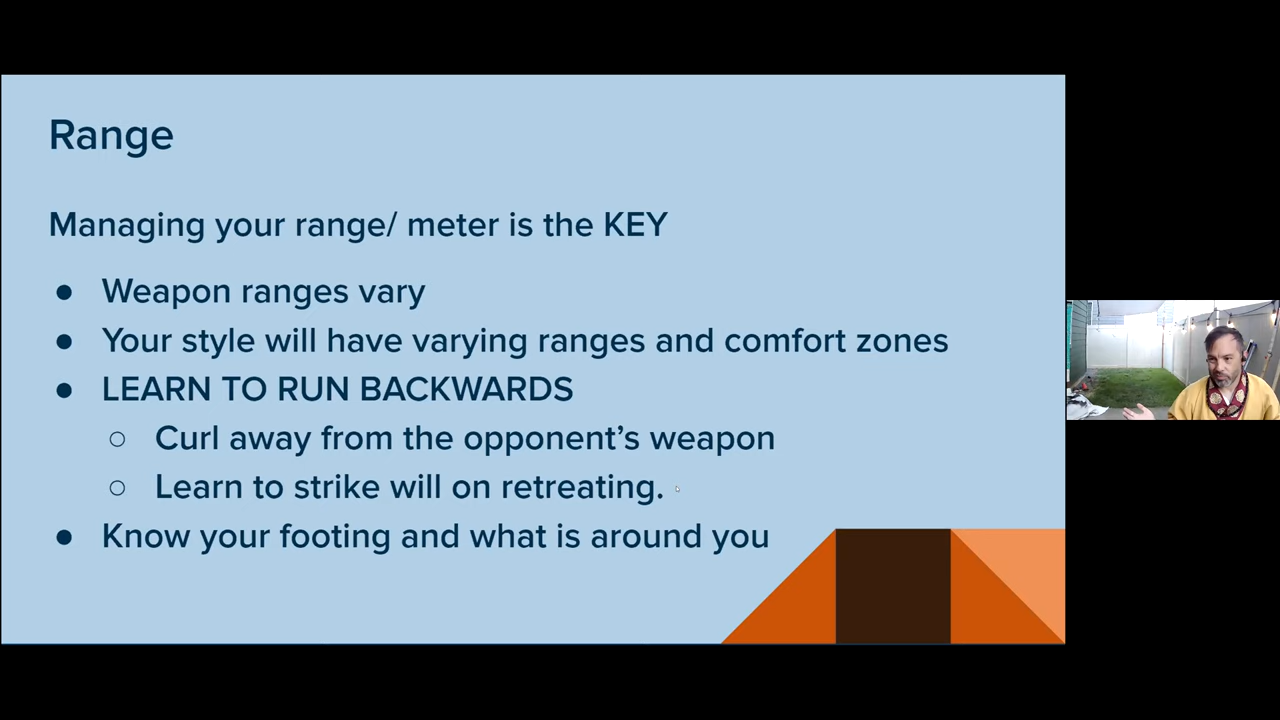 Range
Managing your range/ meter is the KEY
● Weapon ranges vary
● Your style will have varying ranges and comfort zones
● LEARN TO RUN BACKWARDS
○ Curl away from the opponent’s weapon
○ Learn to strike will on retreating.
● Know your footing and what is around you